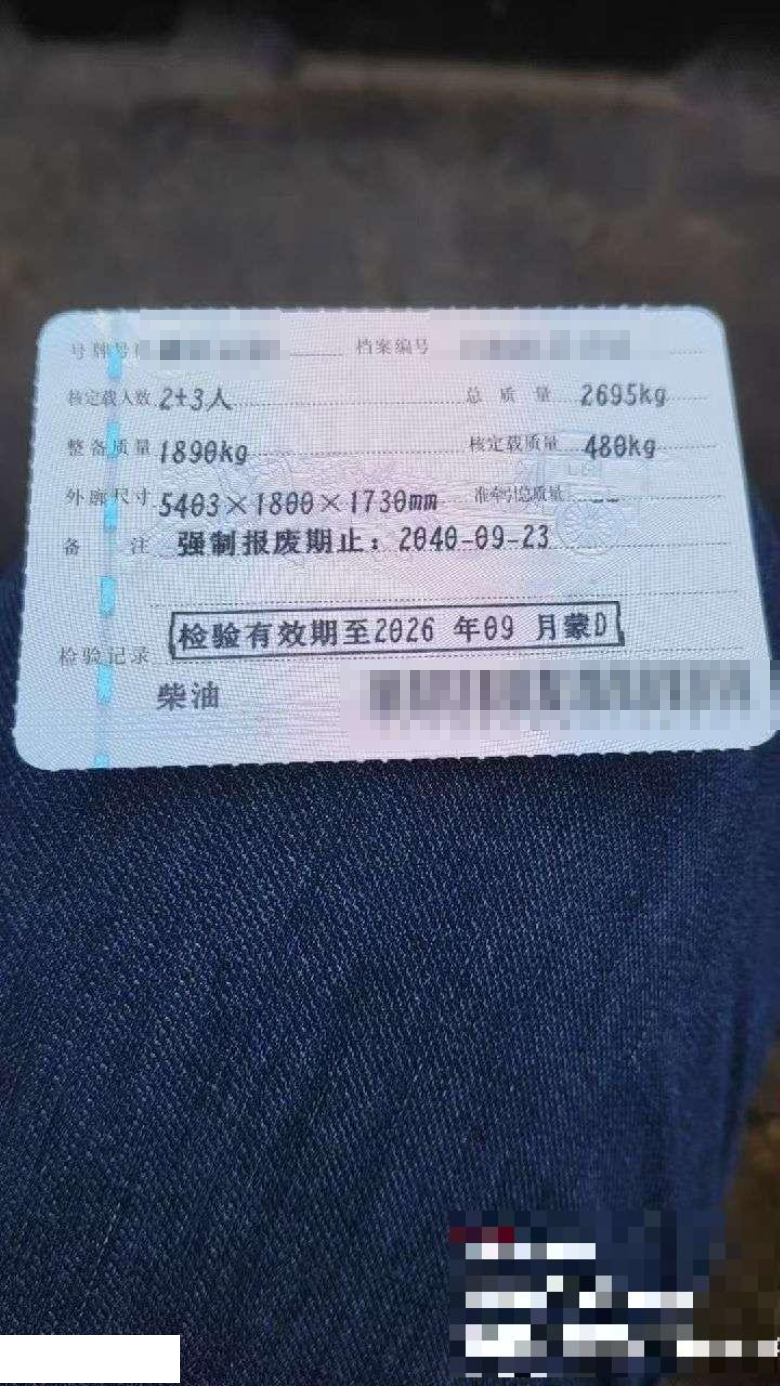 号牌号 档案编号
核定载人数 2+3人 总质量 2695kg
整备质量 1890kg 核定载质量 480kg
外廓尺寸 5403×1800×1730mm 准牵引总质量 --
备注 强制报废期止：2040-09-23
检验记录 检验有效期至2026 年09 月蒙D
柴油